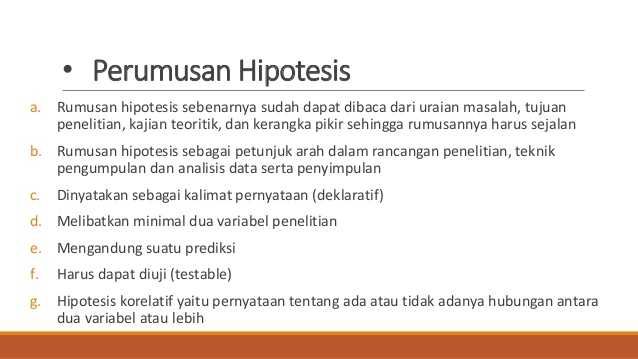 • Perumusan Hipotesis
a. Rumusan hipotesis sebenarnya sudah dapat dibaca dari uraian masalah, tujuan
penelitian, kajian teoritik, dan kerangka pikir sehingga rumusannya harus sejalan
b. Rumusan hipotesis sebagai petunjuk arah dalam rancangan penelitian, teknik
pengumpulan dan analisis data serta penyimpulan
c. Dinyatakan sebagai kalimat pernyataan (deklaratif)
d. Melibatkan minimal dua variabel penelitian
e. Mengandung suatu prediksi
f. Harus dapat diuji (testable)
g. Hipotesis korelatif yaitu pernyataan tentang ada atau tidak adanya hubungan antara
dua variabel atau lebih